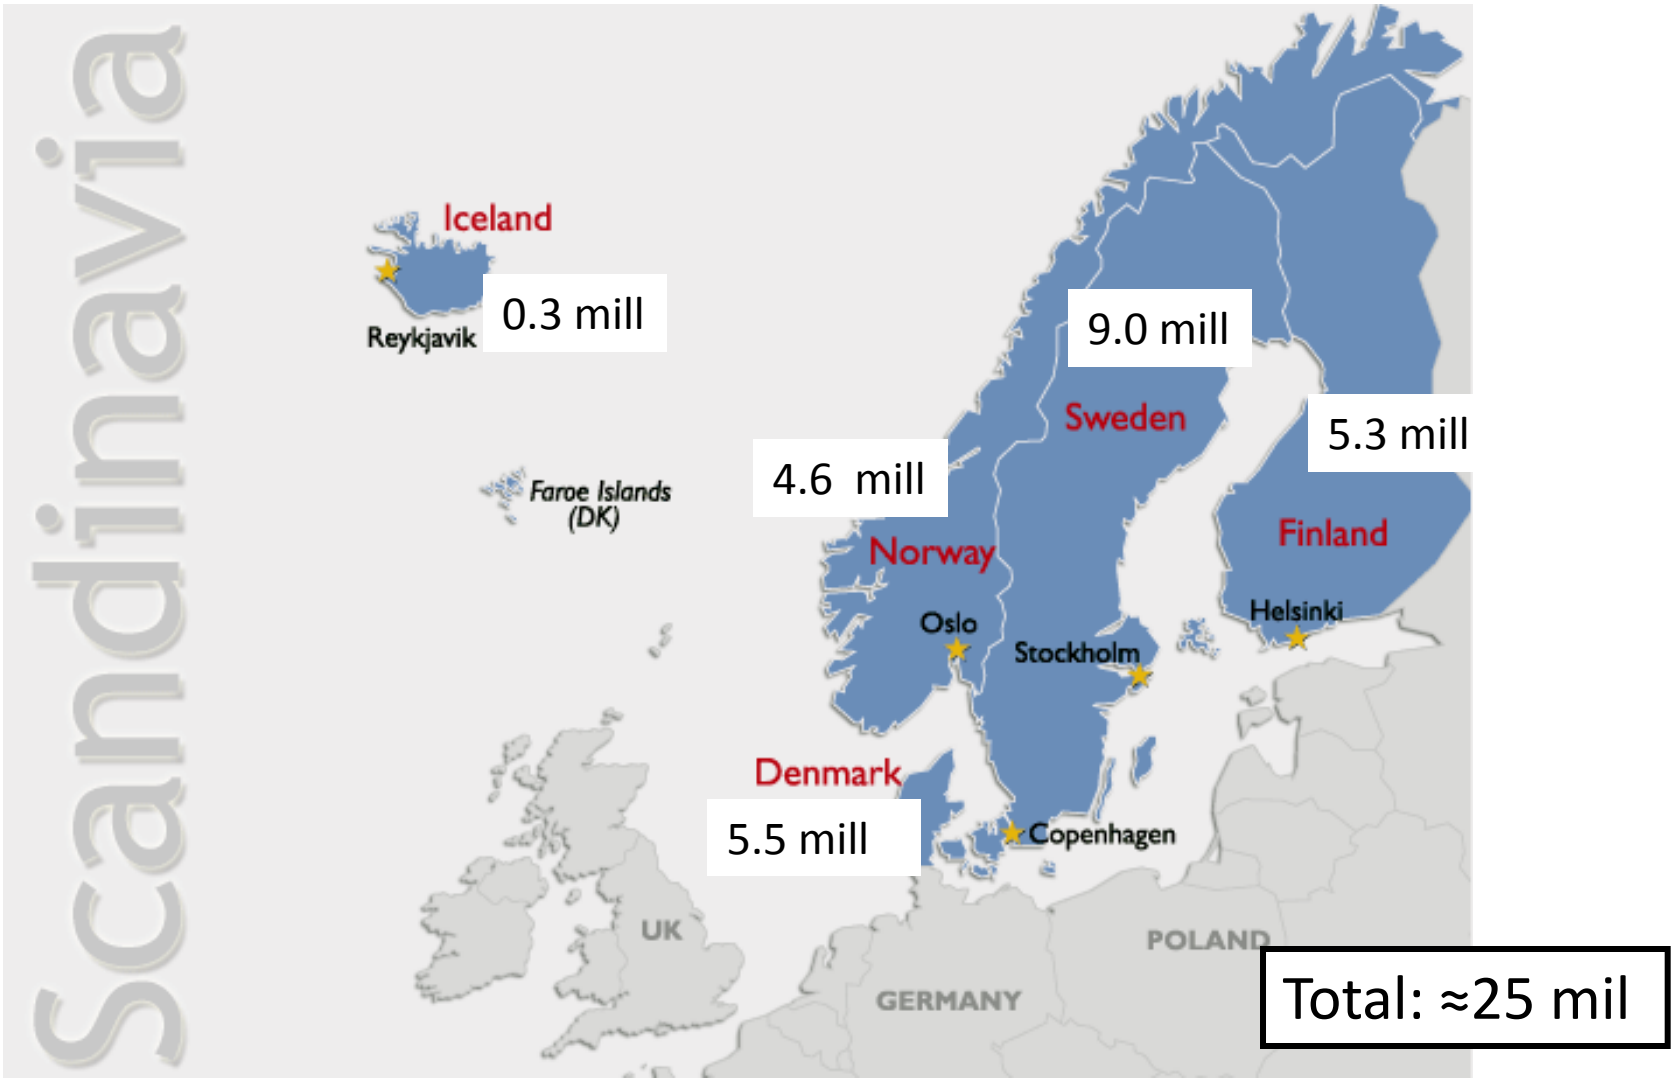 Scandinavia
Iceland
0.3 mill
Reykjavik
9.0 mill
Sweden
5.3 mill
4.6  mill
Faroe Islands
(DK)
Norway
Finland
Oslo
Helsinki
Stockholm
Denmark
5.5 mill
Copenhagen
UK
POLAND
GERMANY
Total: ≈25 mil